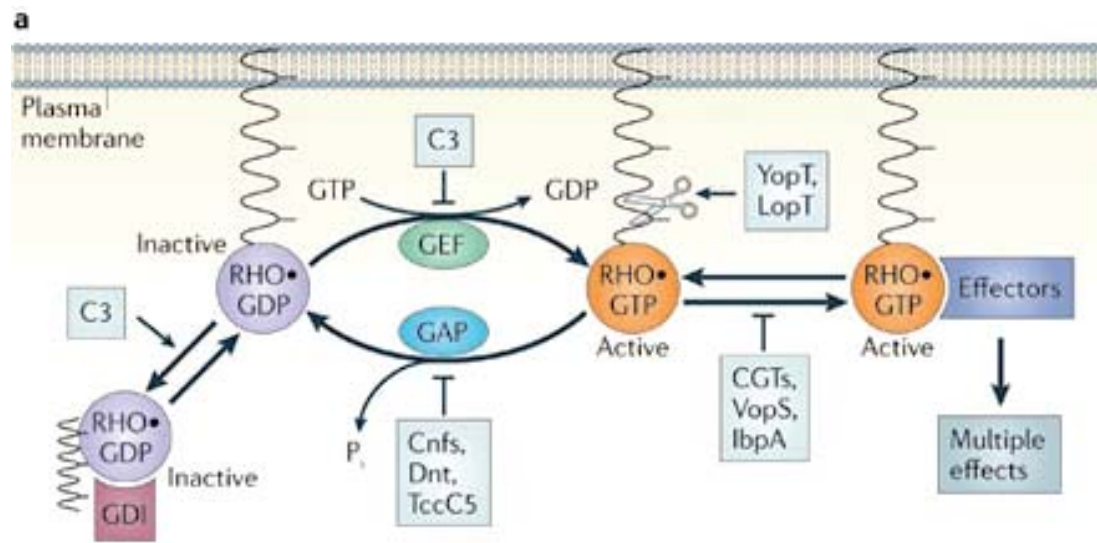 a
Plasma
membrane
C3
GTP
GDP
YopT,
LopT
Inactive
GEF
RHO•
GDP
RHO•
GTP
RHO•
GTP
Effectors
C3
GAP
Active
Active
CGTs,
VopS,
IbpA
RHO•
GDP
Pi
Cnfs,
Dnt,
TccC5
Multiple
effects
Inactive
GDI